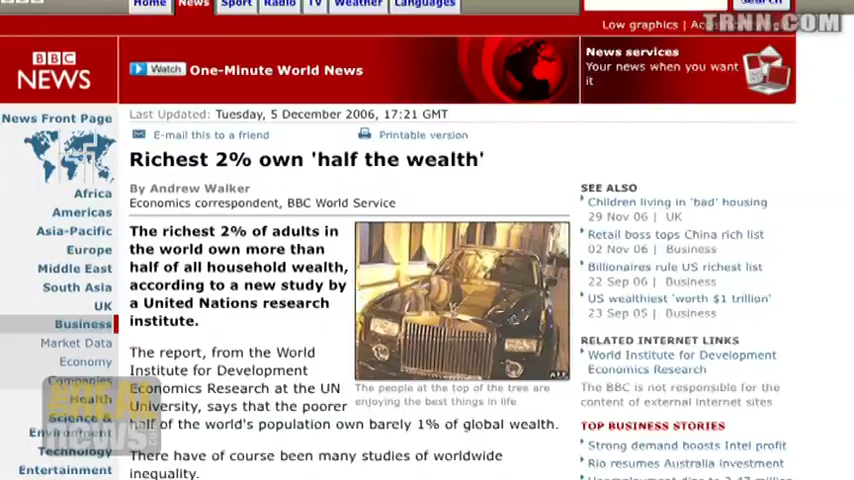 Home News Sport Radio TV Weather Languages
Search
Low graphics |
TRNN.COM
BBC
NEWS
Watch One-Minute World News
News services
Your news when you want
it
Last Updated: Tuesday, 5 December 2006, 17:21 GMT
E-mail this to a friend
Printable version
Richest 2% own 'half the wealth'
By Andrew Walker
Economics correspondent, BBC World Service
The richest 2% of adults in
the world own more than
half of all household wealth,
according to a new study by
a United Nations research
institute.
AFP
The people at the top of the tree are
enjoying the best things in life
The report, from the World
Institute for Development
Economics Research at the UN
University, says that the poorer
half of the world's population own barely 1% of global wealth.
There have of course been many studies of worldwide
inequality.
News Front Page
Africa
Americas
Asia-Pacific
Europe
Middle East
South Asia
UK
Business
Market Data
Economy
Companies
Health
Science &
Environment
Technology
Entertainment
THE REAL
news
SEE ALSO
Children living in 'bad' housing
29 Nov 06 | UK
Retail boss tops China rich list
02 Nov 06 | Business
Billionaires rule US richest list
22 Sep 06 | Business
US wealthiest 'worth $1 trillion'
23 Sep 05 | Business
RELATED INTERNET LINKS
World Institute for Development
Economics Research
The BBC is not responsible for the
content of external internet sites
TOP BUSINESS STORIES
Strong demand boosts Intel profit
Rio resumes Australia investment